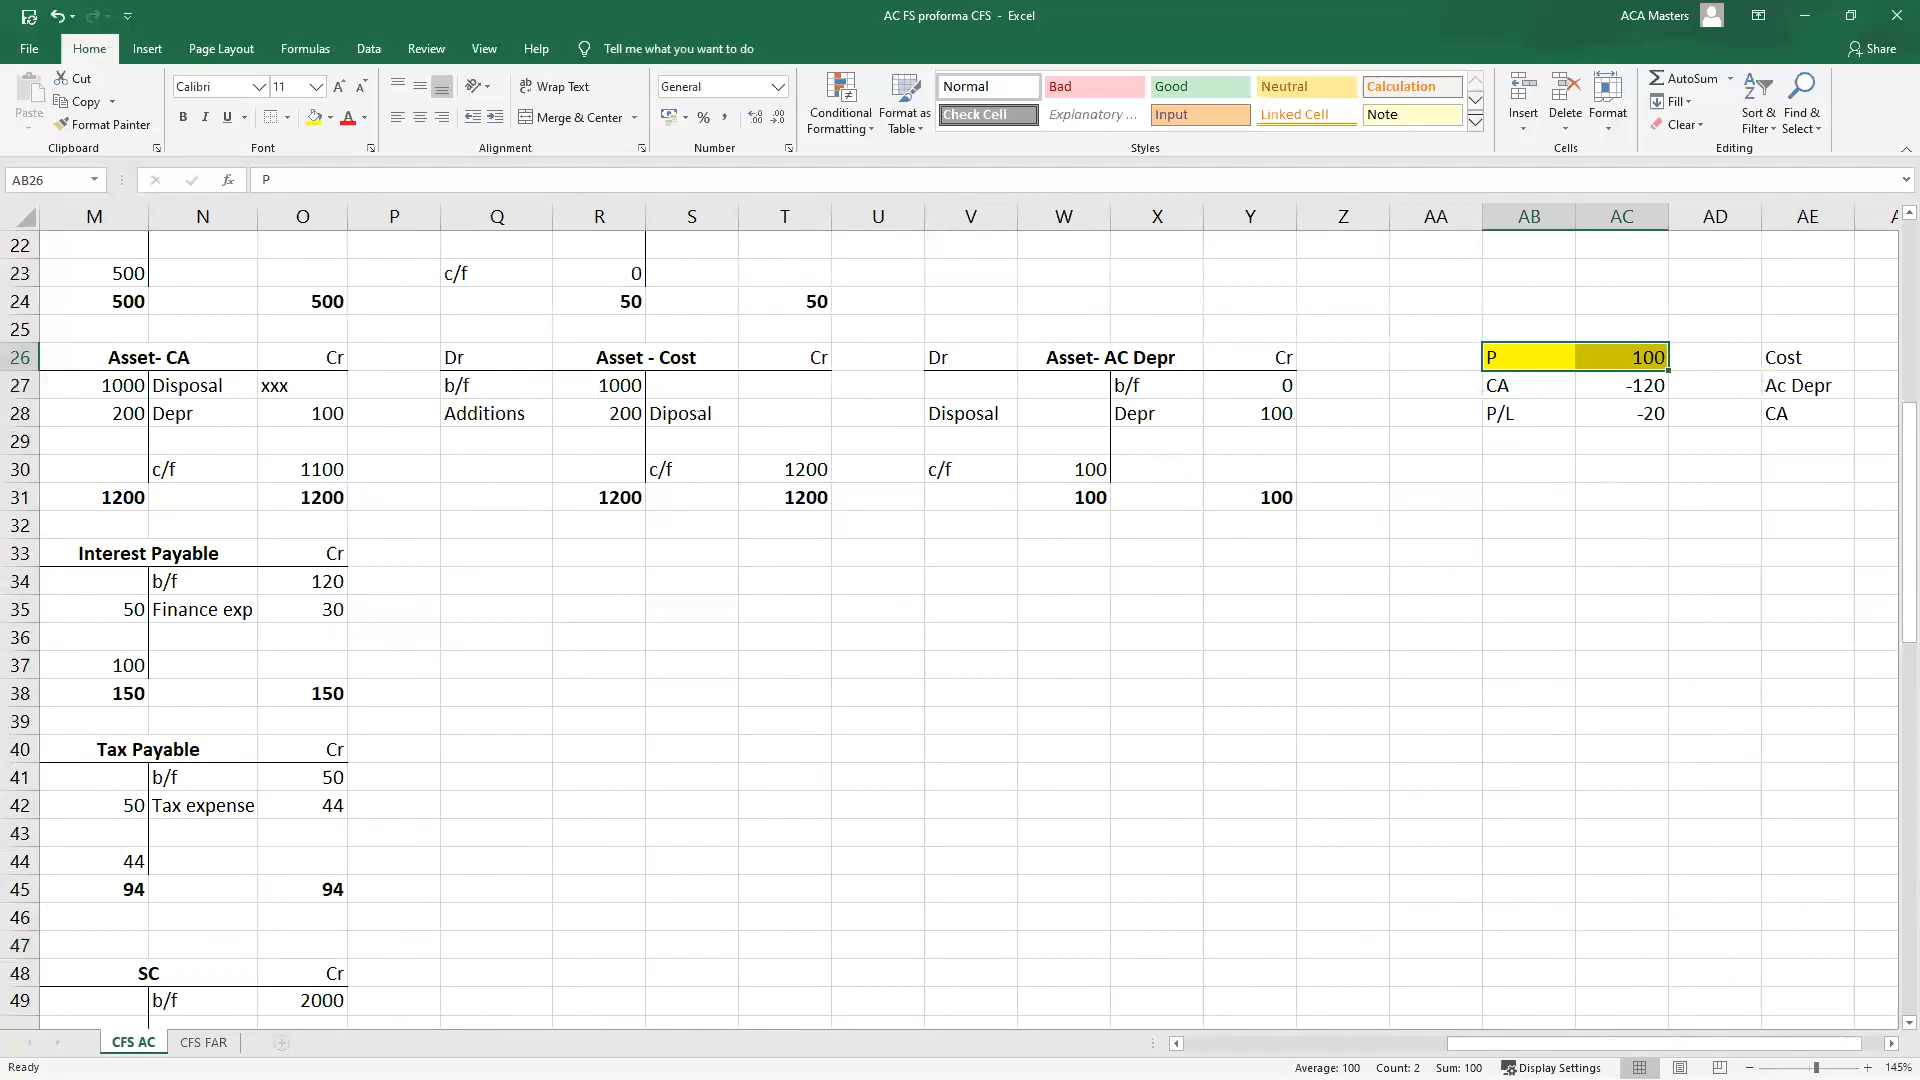 AC FS proforma CFS - Excel
ACA Masters
File Home Insert Page Layout Formulas Data Review View Help Tell me what you want to do Share
Paste
Cut
Copy
Format Painter
Clipboard
Calibri 11
B I U
Font
Wrap Text
Merge & Center
Alignment
General
Number
Conditional Formatting
Format as Table
Normal Bad Good Neutral Calculation
Check Cell Explanatory ... Input Linked Cell Note
Styles
Insert Delete Format
Cells
AutoSum
Fill
Clear
Sort & Filter
Find & Select
Editing
AB26 fx P
M N O P Q R S T U V W X Y Z AA AB AC AD AE
22
23 500 c/f 0
24 500 500 50 50
25
26 Asset- CA Cr Dr Asset - Cost Cr Dr Asset- AC Depr Cr P 100 Cost
27 1000 Disposal xxx b/f 1000 b/f 0 CA -120 Ac Depr
28 200 Depr 100 Additions 200 Diposal Disposal Depr 100 P/L -20 CA
29
30 c/f 1100 c/f 1200 c/f 100
31 1200 1200 1200 1200 100 100
32
33 Interest Payable Cr
34 b/f 120
35 50 Finance exp 30
36
37 100
38 150 150
39
40 Tax Payable Cr
41 b/f 50
42 50 Tax expense 44
43
44 44
45 94 94
46
47
48 SC Cr
49 b/f 2000
CFS AC CFS FAR
Ready
Average: 100 Count: 2 Sum: 100 Display Settings 145%